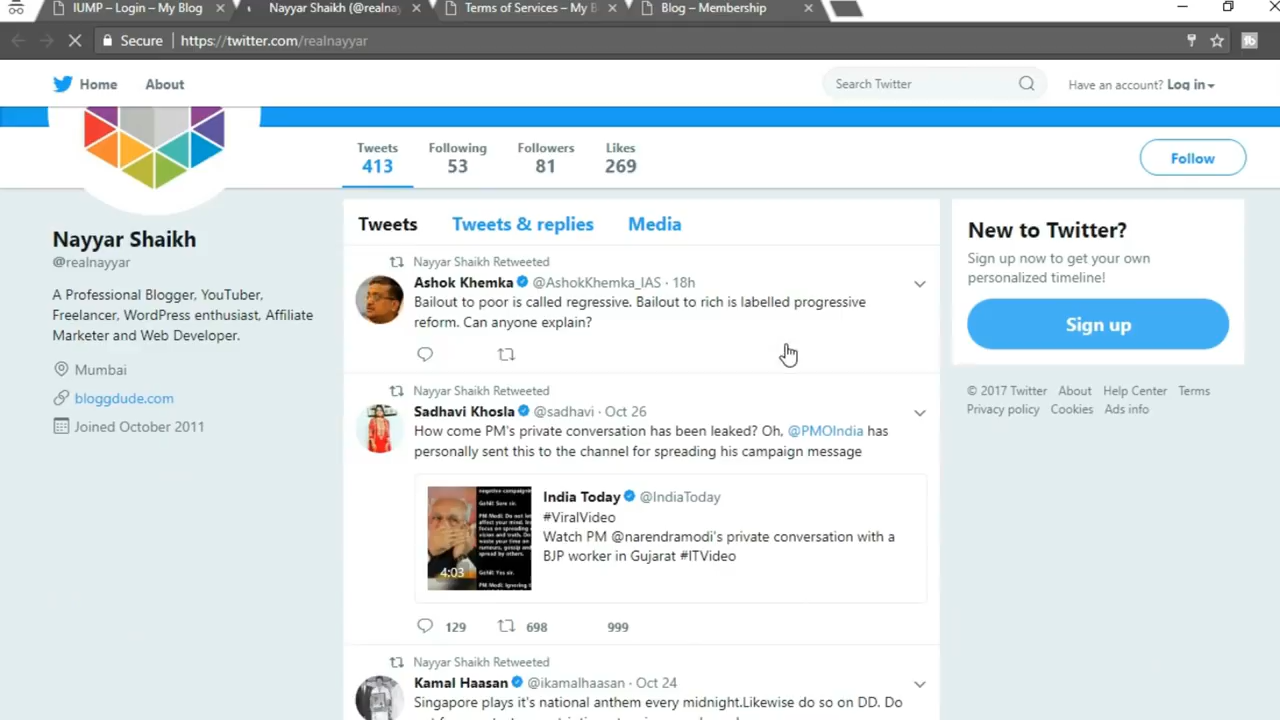 IUMP – Login – My Blog
Nayyar Shaikh (@realnay
Terms of Services – My B
Blog – Membership
Secure
https://twitter.com/realnayyar
Home
About
Search Twitter
Have an account? Log in
Tweets
413
Following
53
Followers
81
Likes
269
Follow
Nayyar Shaikh
@realnayyar
A Professional Blogger, YouTuber,
Freelancer, WordPress enthusiast, Affiliate
Marketer and Web Developer.
Mumbai
bloggdude.com
Joined October 2011
Tweets
Tweets & replies
Media
Nayyar Shaikh Retweeted
Ashok Khemka @AshokKhemka_IAS · 18h
Bailout to poor is called regressive. Bailout to rich is labelled progressive
reform. Can anyone explain?
Nayyar Shaikh Retweeted
Sadhavi Khosla @sadhavi · Oct 26
How come PM's private conversation has been leaked? Oh, @PMOIndia has
personally sent this to the channel for spreading his campaign message
4:03
India Today @IndiaToday
#ViralVideo
Watch PM @narendramodi's private conversation with a
BJP worker in Gujarat #ITVideo
129
698
999
Nayyar Shaikh Retweeted
Kamal Haasan @ikamalhaasan · Oct 24
Singapore plays it's national anthem every midnight.Likewise do so on DD. Do
New to Twitter?
Sign up now to get your own
personalized timeline!
Sign up
© 2017 Twitter About Help Center Terms
Privacy policy Cookies Ads info